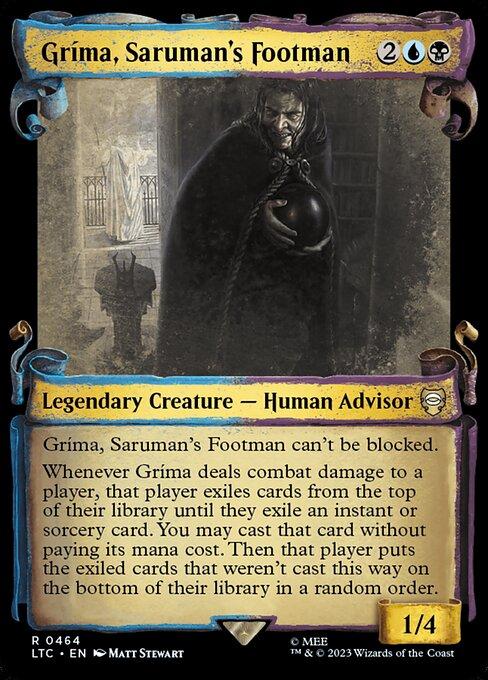 Gríma, Saruman's Footman 2
Legendary Creature — Human Advisor
Gríma, Saruman's Footman can't be blocked.
Whenever Gríma deals combat damage to a
player, that player exiles cards from the top
of their library until they exile an instant or
sorcery card. You may cast that card without
paying its mana cost. Then that player puts
the exiled cards that weren't cast this way on
the bottom of their library in a random order.
1/4
R 0464
LTC • EN Matt Stewart
© MEE
™ & © 2023 Wizards of the Coast